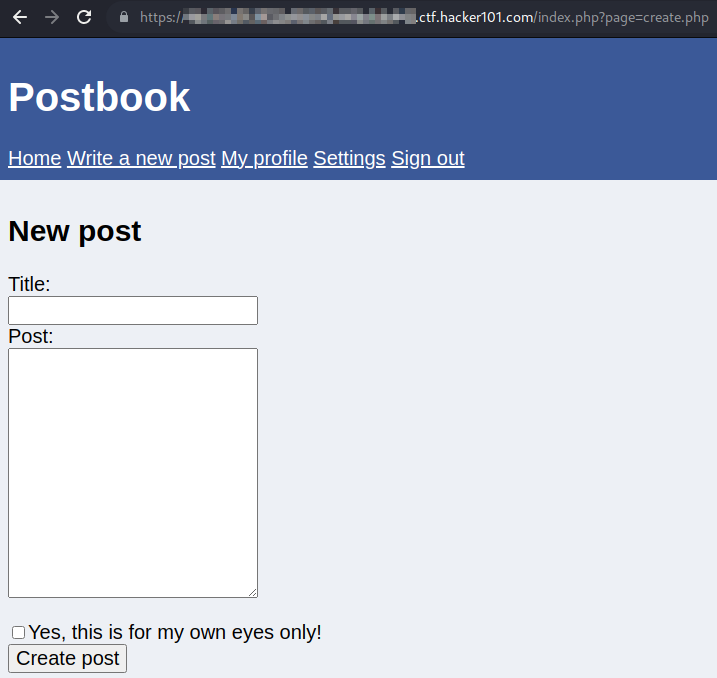 https://.ctf.hacker101.com/index.php?page=create.php
Postbook
Home Write a new post My profile Settings Sign out
New post
Title:
Post:
Yes, this is for my own eyes only!
Create post